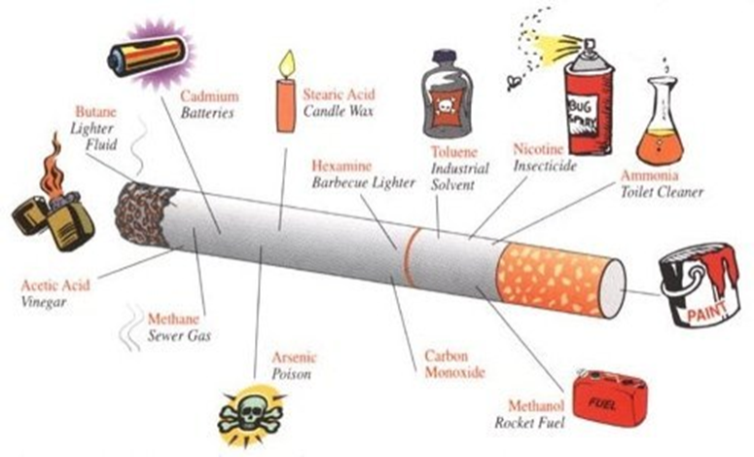 Cadmium
Batteries
Stearic Acid
Candle Wax
Butane
Lighter
Fluid
BUG
SPRAY
Hexamine
Barbecue Lighter
Toluene
Industrial
Solvent
Nicotine
Insecticide
Ammonia
Toilet Cleaner
Acetic Acid
Vinegar
Methane
Sewer Gas
Arsenic
Poison
Carbon
Monoxide
Methanol
Rocket Fuel
FUEL
PAINT